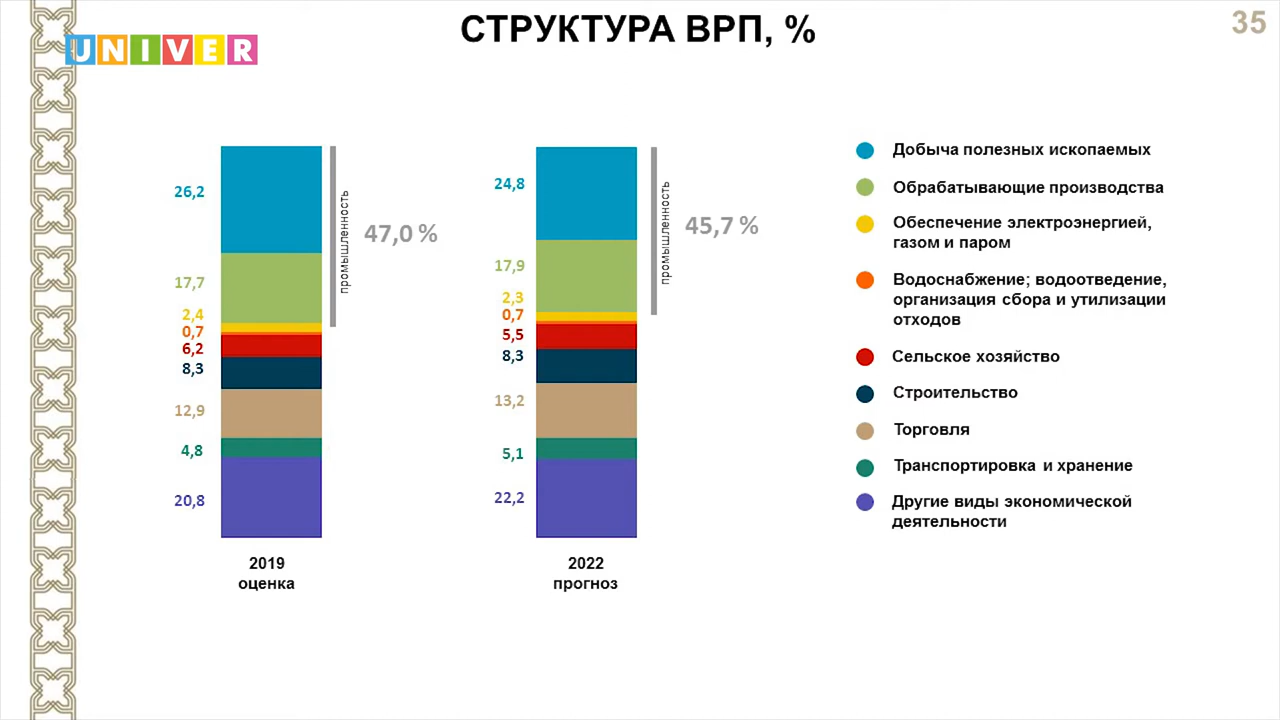 СТРУКТУРА ВРП, %
35
UNIVER
26,2
17,7
2,4
0,7
6,2
8,3
12,9
4,8
20,8
промышленность
47,0 %
2019
оценка
24,8
17,9
2,3
0,7
5,5
8,3
13,2
5,1
22,2
промышленность
45,7 %
2022
прогноз
Добыча полезных ископаемых
Обрабатывающие производства
Обеспечение электроэнергией,
газом и паром
Водоснабжение; водоотведение,
организация сбора и утилизации
отходов
Сельское хозяйство
Строительство
Торговля
Транспортировка и хранение
Другие виды экономической
деятельности